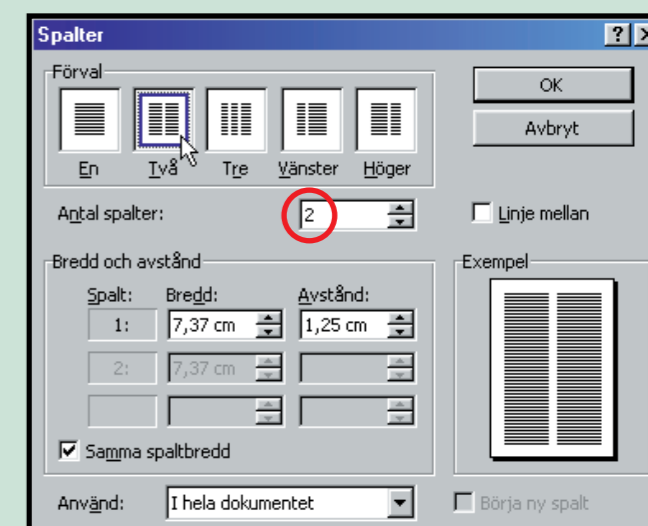 Spalter
Förval
En Två Tre Vänster Höger
OK
Avbryt
Antal spalter: 2
Linje mellan
Bredd och avstånd
Spalt: Bredd: Avstånd:
1: 7,37 cm 1,25 cm
2: 7,37 cm
Samma spaltbredd
Exempel
Använd: I hela dokumentet
Börja ny spalt